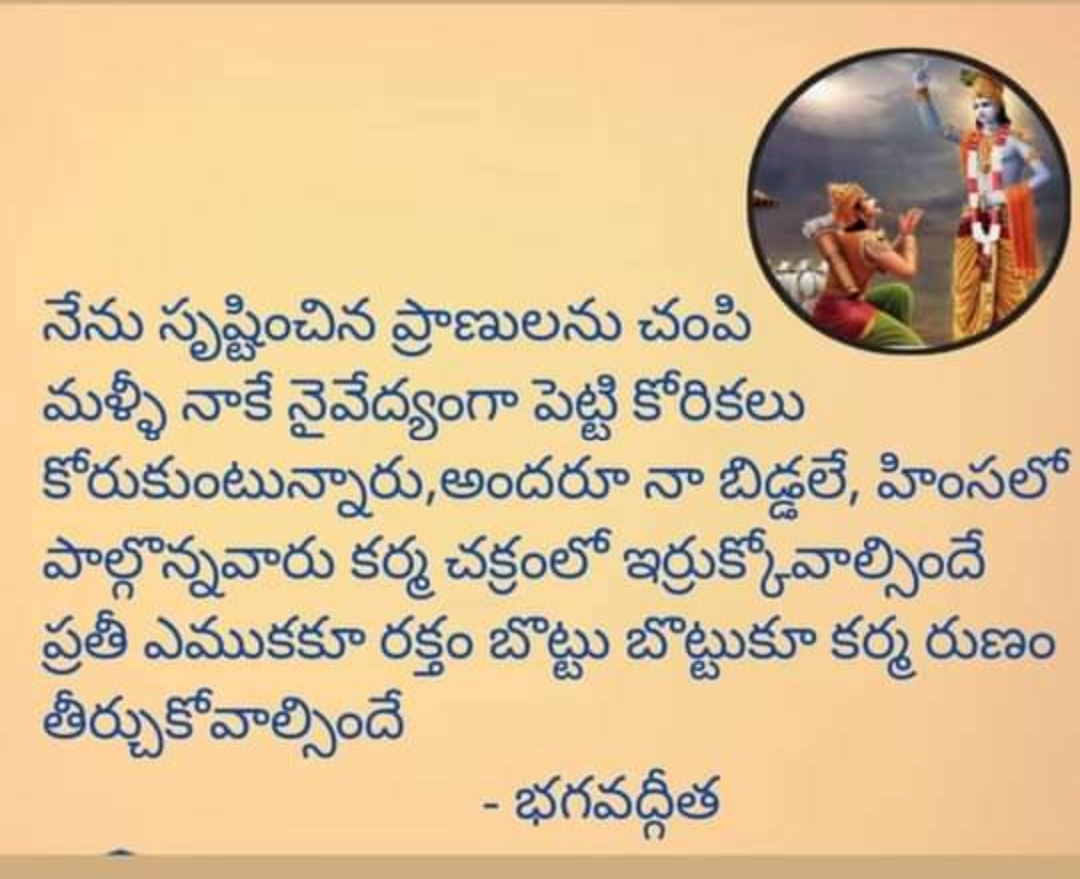 నేను సృష్టించిన ప్రాణులను చంపి
మళ్ళీ నాకే నైవేద్యంగా పెట్టి కోరికలు
కోరుకుంటున్నారు,అందరూ నా బిడ్డలే, హింసలో
పాల్గొన్నవారు కర్మ చక్రంలో ఇర్రుక్కోవాల్సిందే
ప్రతీ ఎముకకూ రక్తం బొట్టు బొట్టుకూ కర్మ రుణం
తీర్చుకోవాల్సిందే
- భగవద్గీత